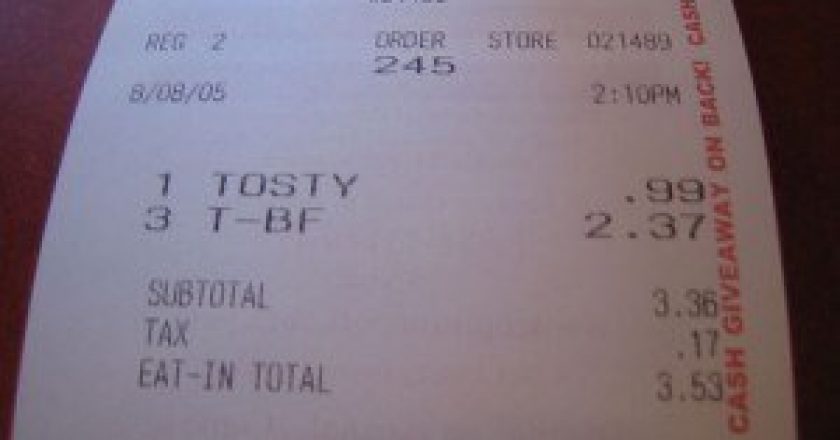 REG 2 ORDER STORE 021489
245
8/08/05 2:10PM
1 TOSTY .99
3 T-BF 2.37
SUBTOTAL 3.36
TAX .17
EAT-IN TOTAL 3.53
CASH GIVEAWAY ON BACK! CASH